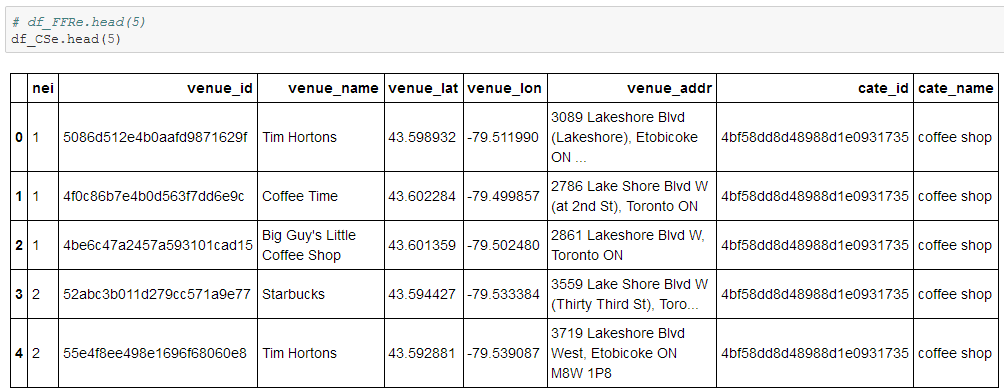 # df_FFRe.head(5)
df_CSe.head(5)
nei venue_id venue_name venue_lat venue_lon venue_addr cate_id cate_name
0 1 5086d512e4b0aafd9871629f Tim Hortons 43.598932 -79.511990 3089 Lakeshore Blvd (Lakeshore), Etobicoke ON ... 4bf58dd8d48988d1e0931735 coffee shop
1 1 4f0c86b7e4b0d563f7dd6e9c Coffee Time 43.602284 -79.499857 2786 Lake Shore Blvd W (at 2nd St), Toronto ON 4bf58dd8d48988d1e0931735 coffee shop
2 1 4be6c47a2457a593101cad15 Big Guy's Little Coffee Shop 43.601359 -79.502480 2861 Lakeshore Blvd W, Toronto ON 4bf58dd8d48988d1e0931735 coffee shop
3 2 52abc3b011d279cc571a9e77 Starbucks 43.594427 -79.533384 3559 Lake Shore Blvd W (Thirty Third St), Toro... 4bf58dd8d48988d1e0931735 coffee shop
4 2 55e4f8ee498e1696f68060e8 Tim Hortons 43.592881 -79.539087 3719 Lakeshore Blvd West, Etobicoke ON M8W 1P8 4bf58dd8d48988d1e0931735 coffee shop